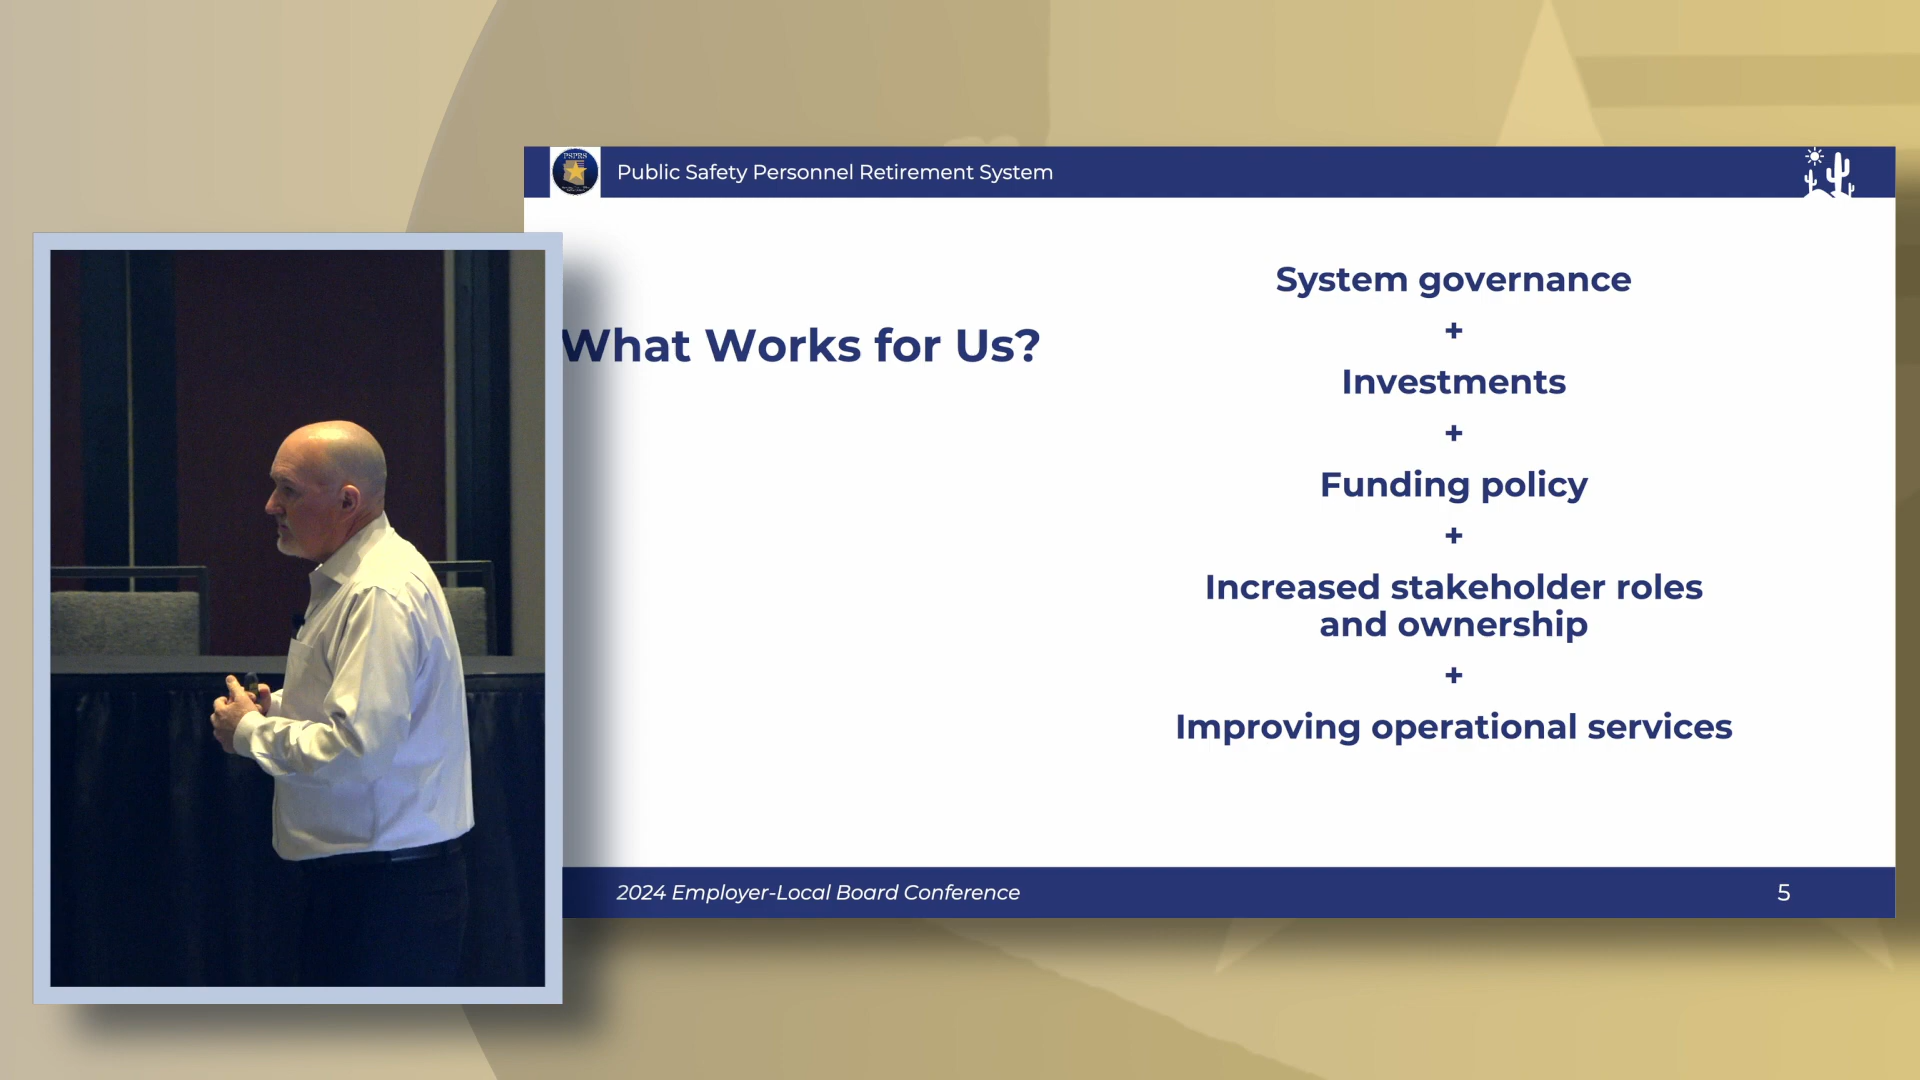 PSPRS
Public Safety Personnel Retirement System
What Works for Us?
System governance
+
Investments
+
Funding policy
+
Increased stakeholder roles
and ownership
+
Improving operational services
2024 Employer-Local Board Conference
5